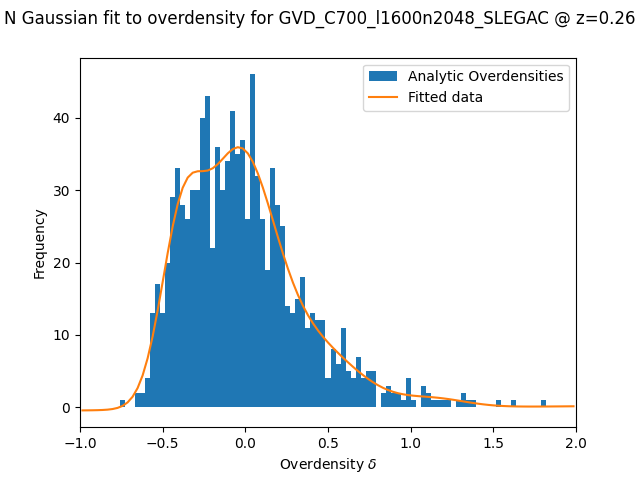 N Gaussian fit to overdensity for GVD_C700_l1600n2048_SLEGAC @ z=0.26
Analytic Overdensities
Fitted data
Frequency
40
30
20
10
0
−1.0 −0.5 0.0 0.5 1.0 1.5 2.0
Overdensity δ